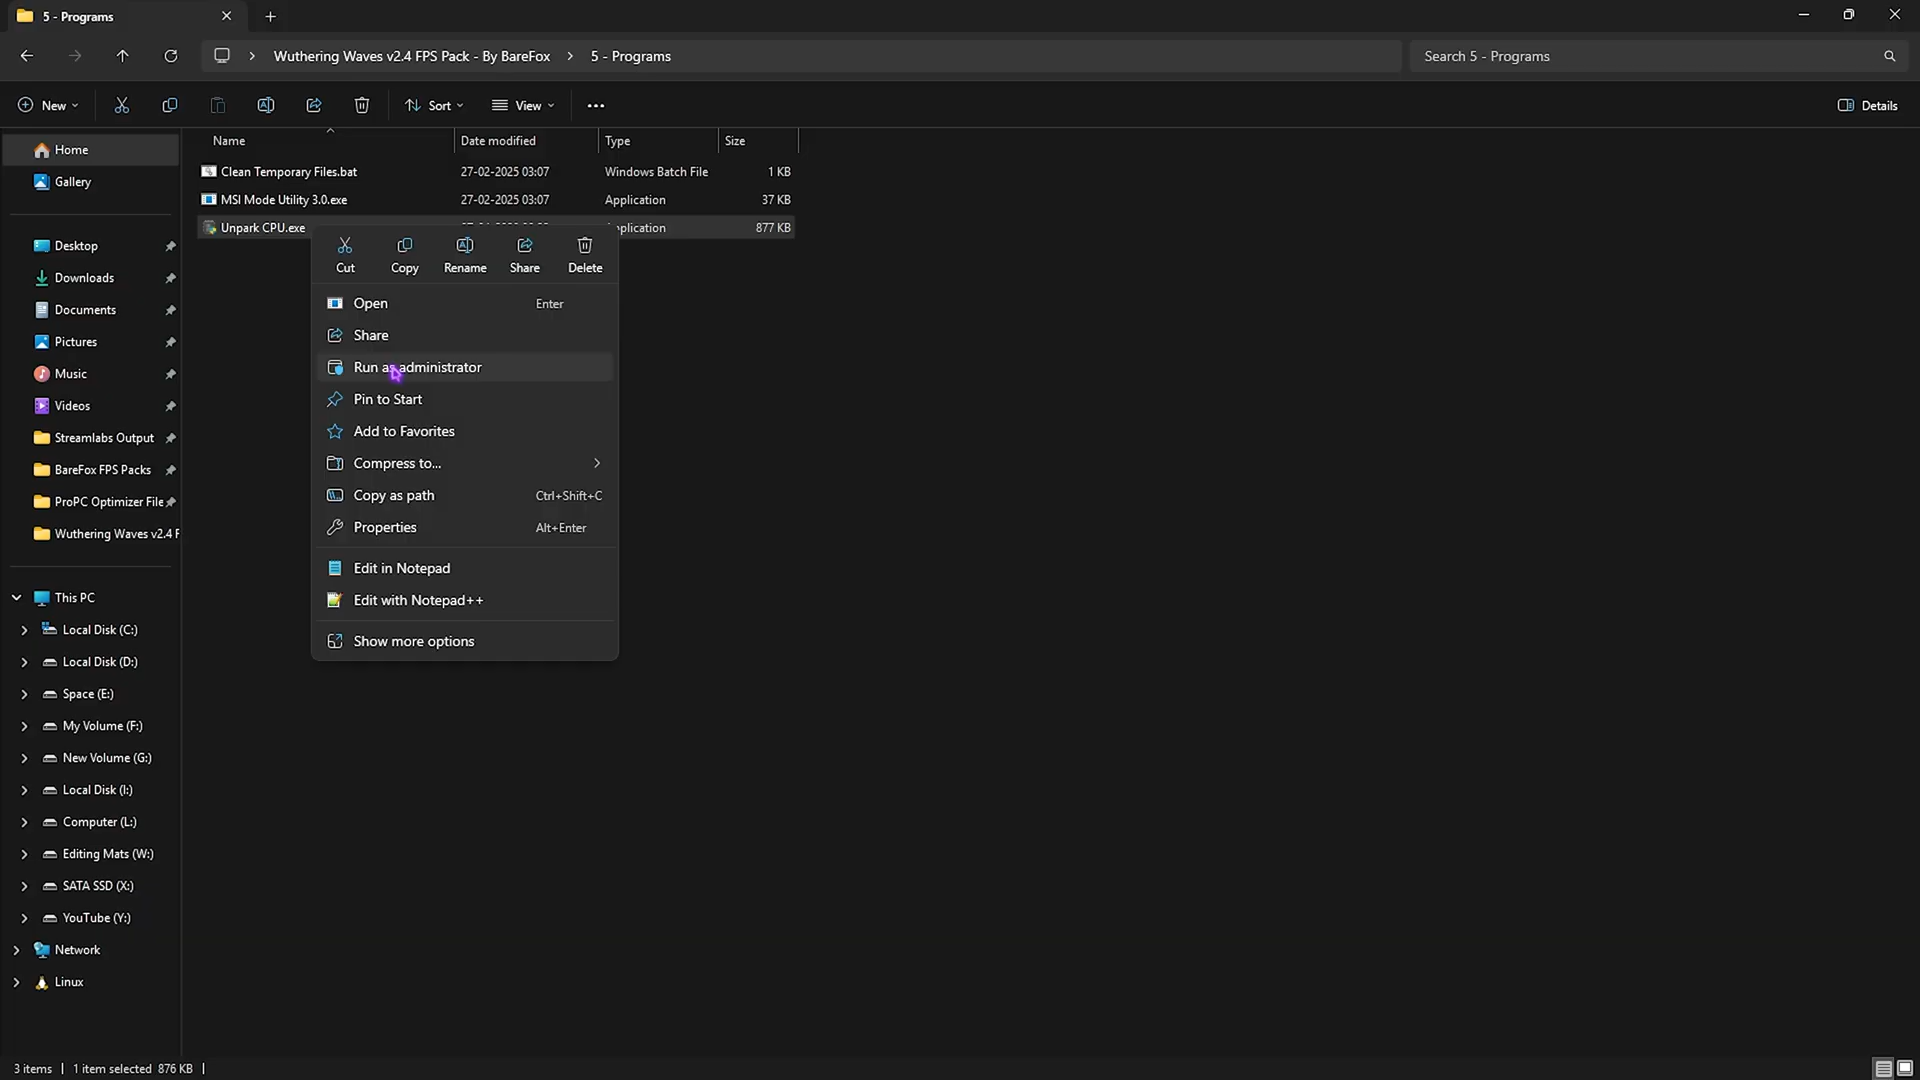 5 - Programs
Wuthering Waves v2.4 FPS Pack - By BareFox
5 - Programs
Search 5 - Programs
New
Sort
View
Details
Name
Date modified
Type
Size
Home
Gallery
Desktop
Downloads
Documents
Pictures
Music
Videos
Streamlabs Output
BareFox FPS Packs
ProPC Optimizer File
Wuthering Waves v2.4 F
This PC
Local Disk (C:)
Local Disk (D:)
Space (E:)
My Volume (F:)
New Volume (G:)
Local Disk (I:)
Computer (L:)
Editing Mats (W:)
SATA SSD (X:)
YouTube (Y:)
Network
Linux
Clean Temporary Files.bat 27-02-2025 03:07 Windows Batch File 1 KB
MSI Mode Utility 3.0.exe 27-02-2025 03:07 Application 37 KB
Unpark CPU.exe plication 877 KB
Cut Copy Rename Share Delete
Open Enter
Share
Run as administrator
Pin to Start
Add to Favorites
Compress to...
Copy as path Ctrl+Shift+C
Properties Alt+Enter
Edit in Notepad
Edit with Notepad++
Show more options
3 items 1 item selected 876 KB